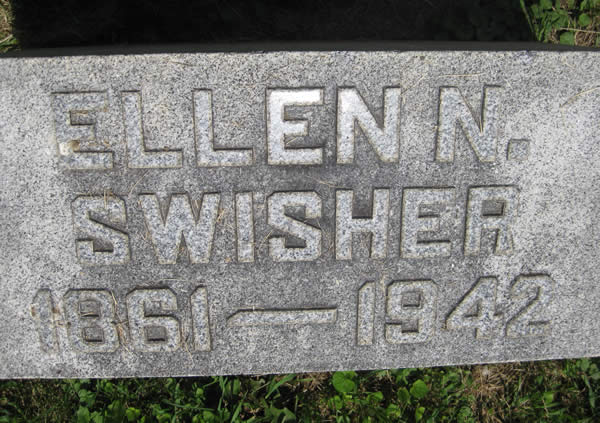 ELLEN N.
SWISHER
1861 — 1942